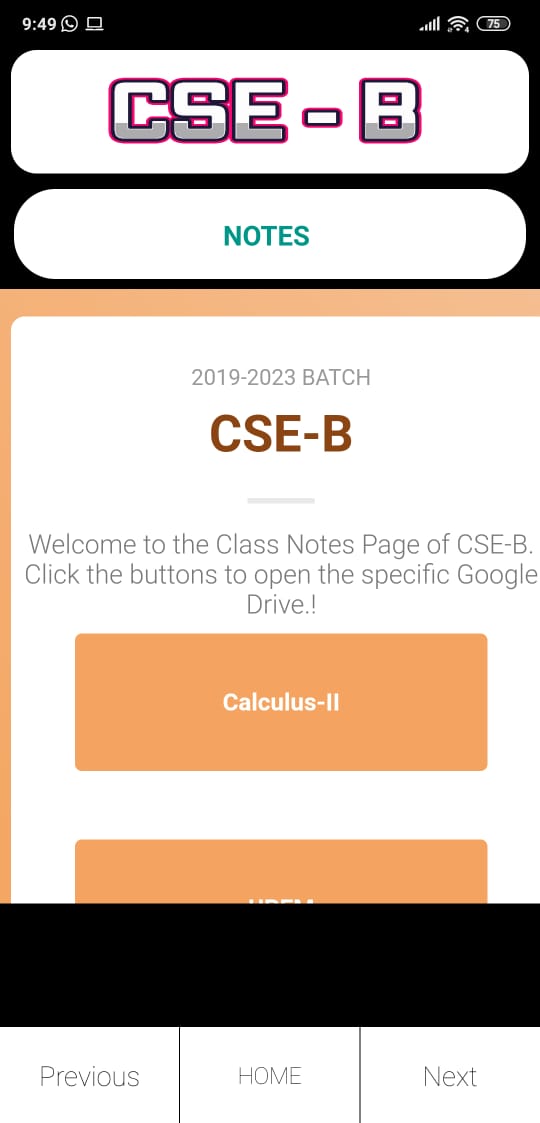 9:49
4
75
CSE - B
NOTES
2019-2023 BATCH
CSE-B
Welcome to the Class Notes Page of CSE-B.
Click the buttons to open the specific Google
Drive.!
Calculus-II
Previous
HOME
Next